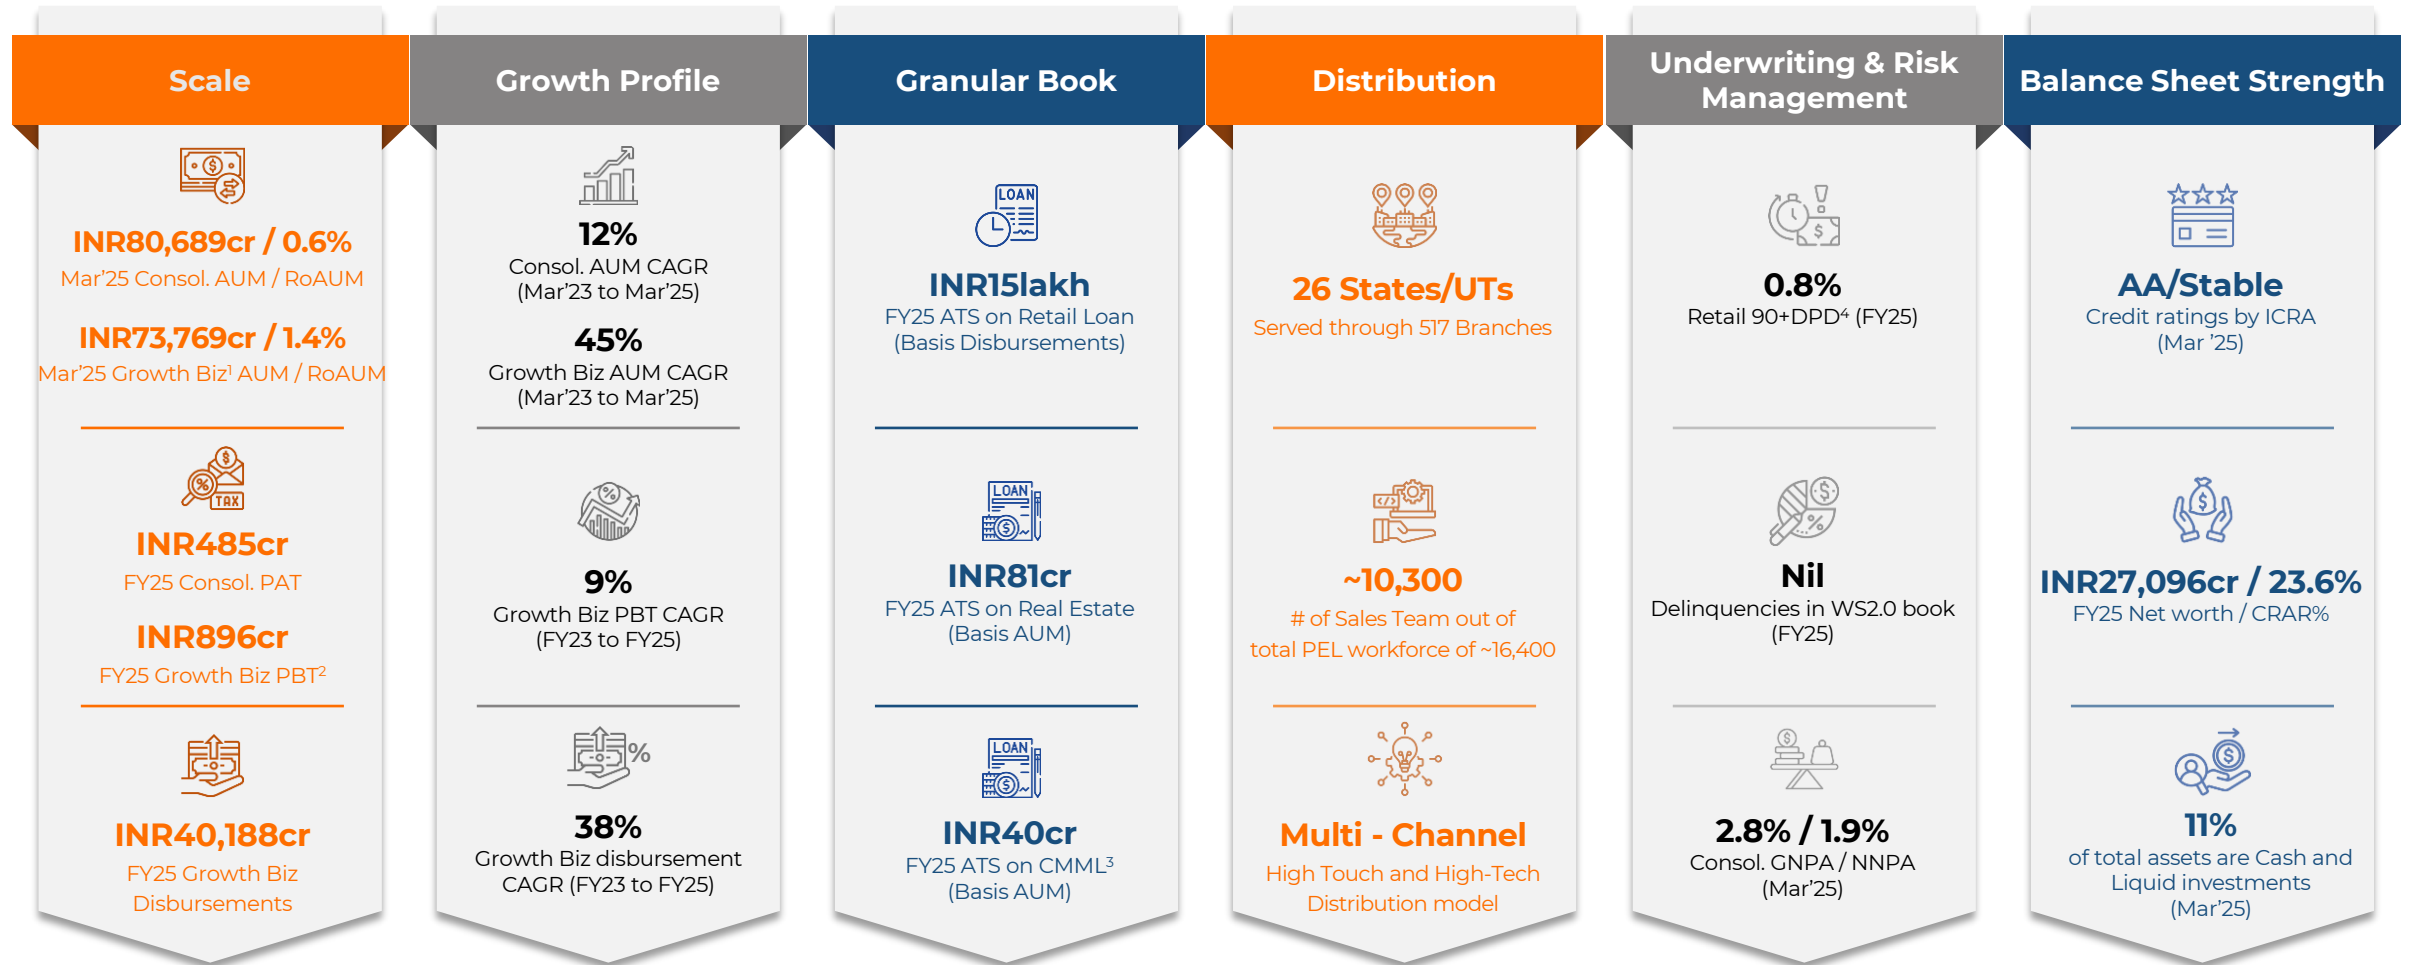 Scale
INR80,689cr / 0.6%
Mar’25 Consol. AUM / RoAUM
INR73,769cr / 1.4%
Mar’25 Growth Biz¹ AUM / RoAUM
TAX
INR485cr
FY25 Consol. PAT
INR896cr
FY25 Growth Biz PBT²
INR40,188cr
FY25 Growth Biz
Disbursements
Growth Profile
12%
Consol. AUM CAGR
(Mar’23 to Mar’25)
45%
Growth Biz AUM CAGR
(Mar’23 to Mar’25)
9%
Growth Biz PBT CAGR
(FY23 to FY25)
%
38%
Growth Biz disbursement
CAGR (FY23 to FY25)
Granular Book
LOAN
INR15lakh
FY25 ATS on Retail Loan
(Basis Disbursements)
LOAN
INR81cr
FY25 ATS on Real Estate
(Basis AUM)
LOAN
INR40cr
FY25 ATS on CMML³
(Basis AUM)
Distribution
26 States/UTs
Served through 517 Branches
~10,300
# of Sales Team out of
total PEL workforce of ~16,400
Multi - Channel
High Touch and High-Tech
Distribution model
Underwriting & Risk
Management
0.8%
Retail 90+DPD⁴ (FY25)
Nil
Delinquencies in WS2.0 book
(FY25)
2.8% / 1.9%
Consol. GNPA / NNPA
(Mar’25)
Balance Sheet Strength
AA/Stable
Credit ratings by ICRA
(Mar ’25)
INR27,096cr / 23.6%
FY25 Net worth / CRAR%
11%
of total assets are Cash and
Liquid investments
(Mar’25)